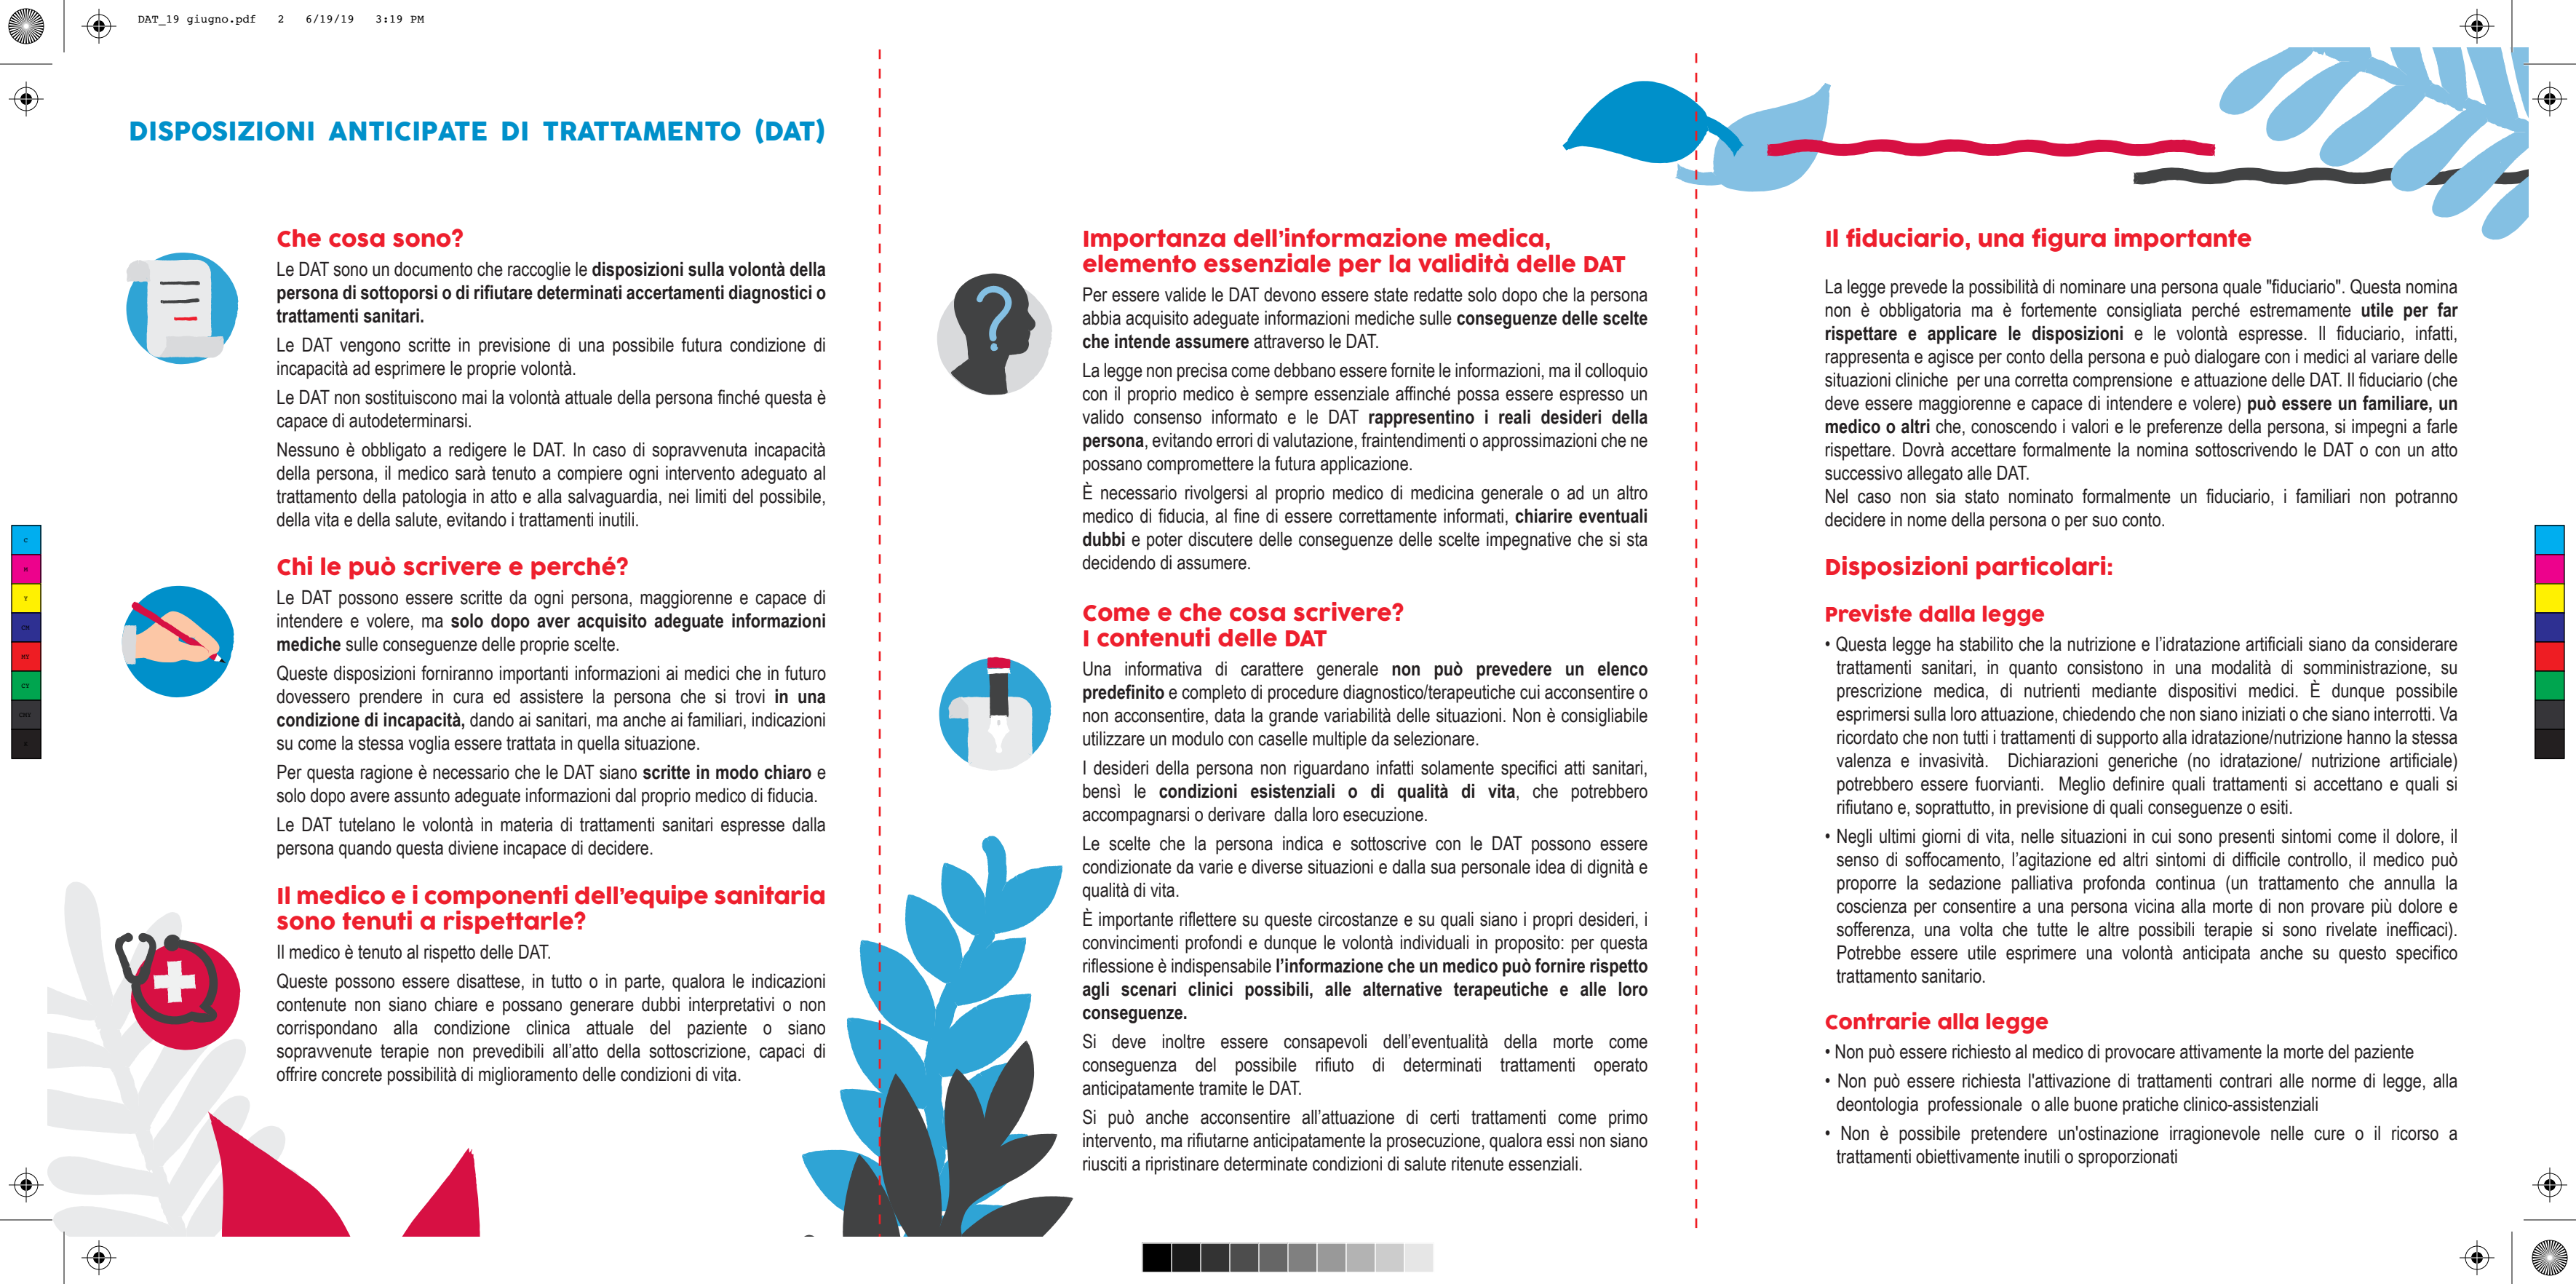 DAT_19 giugno.pdf 2 6/19/19 3:19 PM
DISPOSIZIONI ANTICIPATE DI TRATTAMENTO (DAT)
Che cosa sono?
Le DAT sono un documento che raccoglie le disposizioni sulla volontà della
persona di sottoporsi o di rifiutare determinati accertamenti diagnostici o
trattamenti sanitari.
Le DAT vengono scritte in previsione di una possibile futura condizione di
incapacità ad esprimere le proprie volontà.
Le DAT non sostituiscono mai la volontà attuale della persona finché questa è
capace di autodeterminarsi.
Nessuno è obbligato a redigere le DAT. In caso di sopravvenuta incapacità
della persona, il medico sarà tenuto a compiere ogni intervento adeguato al
trattamento della patologia in atto e alla salvaguardia, nei limiti del possibile,
della vita e della salute, evitando i trattamenti inutili.
Chi le può scrivere e perché?
Le DAT possono essere scritte da ogni persona, maggiorenne e capace di
intendere e volere, ma solo dopo aver acquisito adeguate informazioni
mediche sulle conseguenze delle proprie scelte.
Queste disposizioni forniranno importanti informazioni ai medici che in futuro
dovessero prendere in cura ed assistere la persona che si trovi in una
condizione di incapacità, dando ai sanitari, ma anche ai familiari, indicazioni
su come la stessa voglia essere trattata in quella situazione.
Per questa ragione è necessario che le DAT siano scritte in modo chiaro e
solo dopo avere assunto adeguate informazioni dal proprio medico di fiducia.
Le DAT tutelano le volontà in materia di trattamenti sanitari espresse dalla
persona quando questa diviene incapace di decidere.
Il medico e i componenti dell'equipe sanitaria
sono tenuti a rispettarle?
Il medico è tenuto al rispetto delle DAT.
Queste possono essere disattese, in tutto o in parte, qualora le indicazioni
contenute non siano chiare e possano generare dubbi interpretativi o non
corrispondano alla condizione clinica attuale del paziente o siano
sopravvenute terapie non prevedibili all'atto della sottoscrizione, capaci di
offrire concrete possibilità di miglioramento delle condizioni di vita.
Importanza dell'informazione medica,
elemento essenziale per la validità delle DAT
Per essere valide le DAT devono essere state redatte solo dopo che la persona
abbia acquisito adeguate informazioni mediche sulle conseguenze delle scelte
che intende assumere attraverso le DAT.
La legge non precisa come debbano essere fornite le informazioni, ma il colloquio
con il proprio medico è sempre essenziale affinché possa essere espresso un
valido consenso informato e le DAT rappresentino i reali desideri della
persona, evitando errori di valutazione, fraintendimenti o approssimazioni che ne
possano compromettere la futura applicazione.
È necessario rivolgersi al proprio medico di medicina generale o ad un altro
medico di fiducia, al fine di essere correttamente informati, chiarire eventuali
dubbi e poter discutere delle conseguenze delle scelte impegnative che si sta
decidendo di assumere.
Come e che cosa scrivere?
I contenuti delle DAT
Una informativa di carattere generale non può prevedere un elenco
predefinito e completo di procedure diagnostico/terapeutiche cui acconsentire o
non acconsentire, data la grande variabilità delle situazioni. Non è consigliabile
utilizzare un modulo con caselle multiple da selezionare.
I desideri della persona non riguardano infatti solamente specifici atti sanitari,
bensì le condizioni esistenziali o di qualità di vita, che potrebbero
accompagnarsi o derivare dalla loro esecuzione.
Le scelte che la persona indica e sottoscrive con le DAT possono essere
condizionate da varie e diverse situazioni e dalla sua personale idea di dignità e
qualità di vita.
È importante riflettere su queste circostanze e su quali siano i propri desideri, i
convincimenti profondi e dunque le volontà individuali in proposito: per questa
riflessione è indispensabile l'informazione che un medico può fornire rispetto
agli scenari clinici possibili, alle alternative terapeutiche e alle loro
conseguenze.
Si deve inoltre essere consapevoli dell'eventualità della morte come
conseguenza del possibile rifiuto di determinati trattamenti operato
anticipatamente tramite le DAT.
Si può anche acconsentire all'attuazione di certi trattamenti come primo
intervento, ma rifiutarne anticipatamente la prosecuzione, qualora essi non siano
riusciti a ripristinare determinate condizioni di salute ritenute essenziali.
Il fiduciario, una figura importante
La legge prevede la possibilità di nominare una persona quale "fiduciario". Questa nomina
non è obbligatoria ma è fortemente consigliata perché estremamente utile per far
rispettare e applicare le disposizioni e le volontà espresse. Il fiduciario, infatti,
rappresenta e agisce per conto della persona e può dialogare con i medici al variare delle
situazioni cliniche per una corretta comprensione e attuazione delle DAT. Il fiduciario (che
deve essere maggiorenne e capace di intendere e volere) può essere un familiare, un
medico o altri che, conoscendo i valori e le preferenze della persona, si impegni a farle
rispettare. Dovrà accettare formalmente la nomina sottoscrivendo le DAT o con un atto
successivo allegato alle DAT.
Nel caso non sia stato nominato formalmente un fiduciario, i familiari non potranno
decidere in nome della persona o per suo conto.
Disposizioni particolari:
Previste dalla legge
• Questa legge ha stabilito che la nutrizione e l'idratazione artificiali siano da considerare
trattamenti sanitari, in quanto consistono in una modalità di somministrazione, su
prescrizione medica, di nutrienti mediante dispositivi medici. È dunque possibile
esprimersi sulla loro attuazione, chiedendo che non siano iniziati o che siano interrotti. Va
ricordato che non tutti i trattamenti di supporto alla idratazione/nutrizione hanno la stessa
valenza e invasività. Dichiarazioni generiche (no idratazione/ nutrizione artificiale)
potrebbero essere fuorvianti. Meglio definire quali trattamenti si accettano e quali si
rifiutano e, soprattutto, in previsione di quali conseguenze o esiti.
• Negli ultimi giorni di vita, nelle situazioni in cui sono presenti sintomi come il dolore, il
senso di soffocamento, l'agitazione ed altri sintomi di difficile controllo, il medico può
proporre la sedazione palliativa profonda continua (un trattamento che annulla la
coscienza per consentire a una persona vicina alla morte di non provare più dolore e
sofferenza, una volta che tutte le altre possibili terapie si sono rivelate inefficaci).
Potrebbe essere utile esprimere una volontà anticipata anche su questo specifico
trattamento sanitario.
Contrarie alla legge
• Non può essere richiesto al medico di provocare attivamente la morte del paziente
• Non può essere richiesta l'attivazione di trattamenti contrari alle norme di legge, alla
deontologia professionale o alle buone pratiche clinico-assistenziali
• Non è possibile pretendere un'ostinazione irragionevole nelle cure o il ricorso a
trattamenti obiettivamente inutili o sproporzionati
C
M
Y
CM
MY
CY
CMY
K